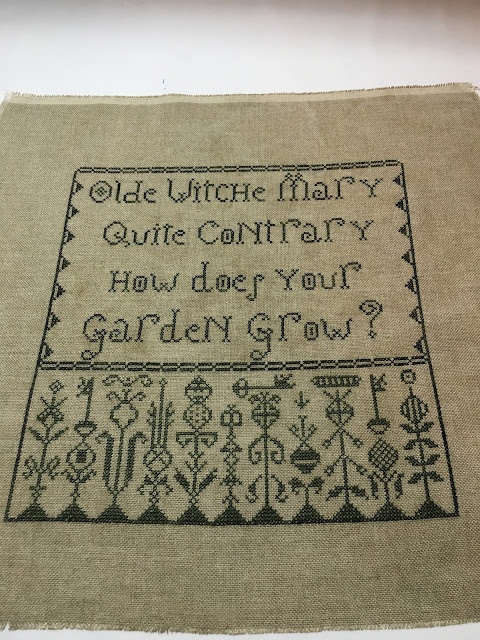 Olde Witche Mary
Quite Contrary
How does Your
Garden Grow?